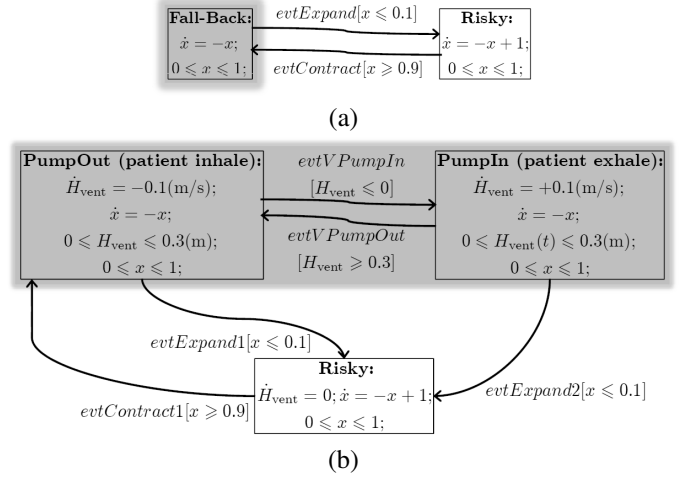 Fall-Back:
ẋ = −x;
0 ⩽ x ⩽ 1;
evtExpand[x ⩽ 0.1]
evtContract[x ⩾ 0.9]
Risky:
ẋ = −x + 1;
0 ⩽ x ⩽ 1;
(a)
PumpOut (patient inhale):
Ḣvent = −0.1(m/s);
ẋ = −x;
0 ⩽ Hvent ⩽ 0.3(m);
0 ⩽ x ⩽ 1;
evtVPumpIn
[Hvent ⩽ 0]
evtVPumpOut
[Hvent ⩾ 0.3]
PumpIn (patient exhale):
Ḣvent = +0.1(m/s);
ẋ = −x;
0 ⩽ Hvent(t) ⩽ 0.3(m);
0 ⩽ x ⩽ 1;
evtExpand1[x ⩽ 0.1]
evtContract1[x ⩾ 0.9]
Risky:
Ḣvent = 0; ẋ = −x + 1;
0 ⩽ x ⩽ 1;
evtExpand2[x ⩽ 0.1]
(b)